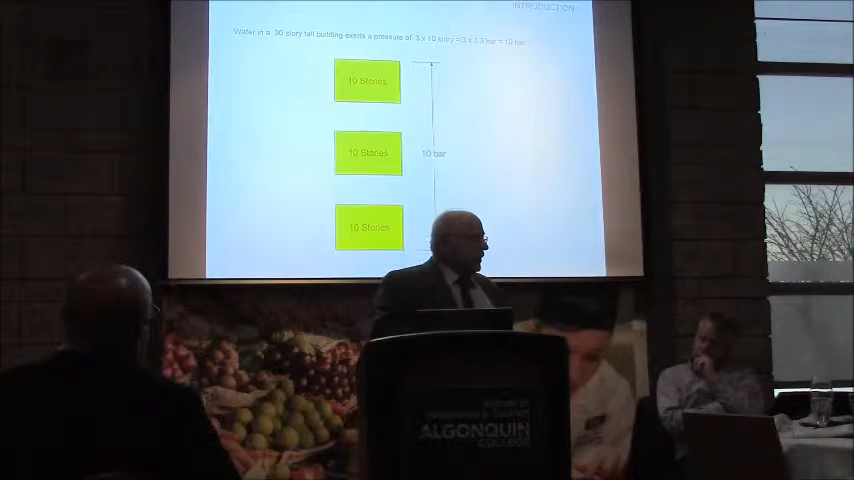 INTRODUCTION
Water in a 30 story tall building exerts a pressure of 3 x 10 story = 3 x 3.3 bar = 10 bar
10 Stories
10 Stories
10 bar
10 Stories
ALGONQUIN
COLLEGE